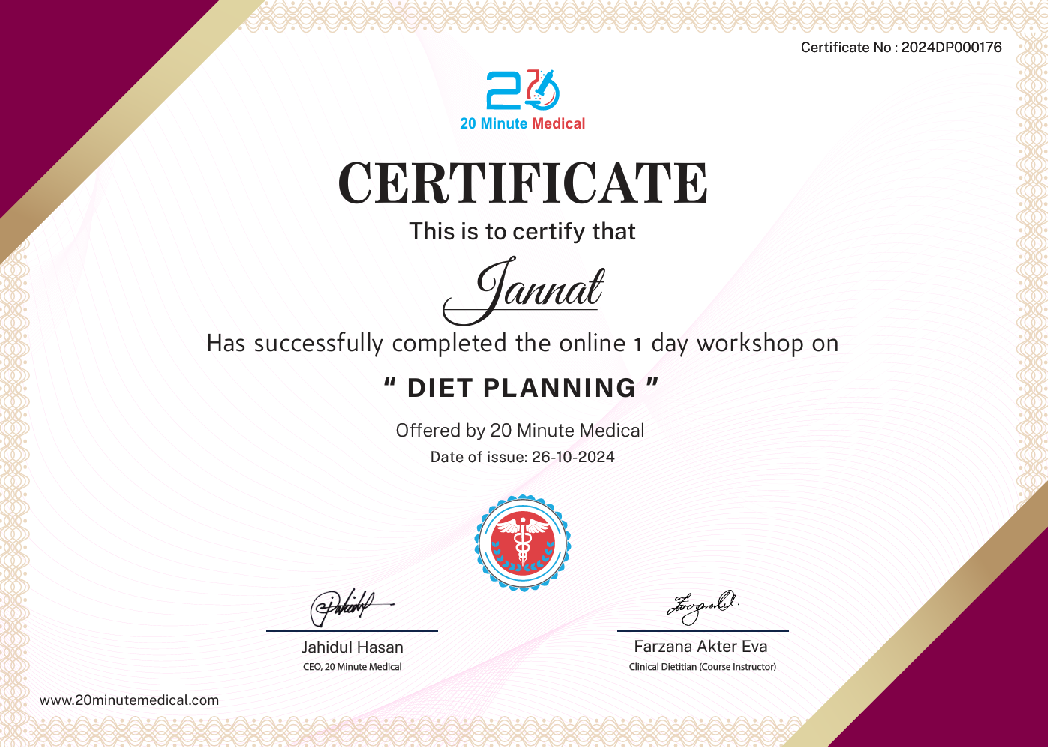 Certificate No : 2024DP000176
20 Minute Medical
CERTIFICATE
This is to certify that
Jannat
Has successfully completed the online 1 day workshop on
“ DIET PLANNING ”
Offered by 20 Minute Medical
Date of issue: 26-10-2024
Jahidul Hasan
CEO, 20 Minute Medical
Farzana Akter Eva
Clinical Dietitian (Course Instructor)
www.20minutemedical.com